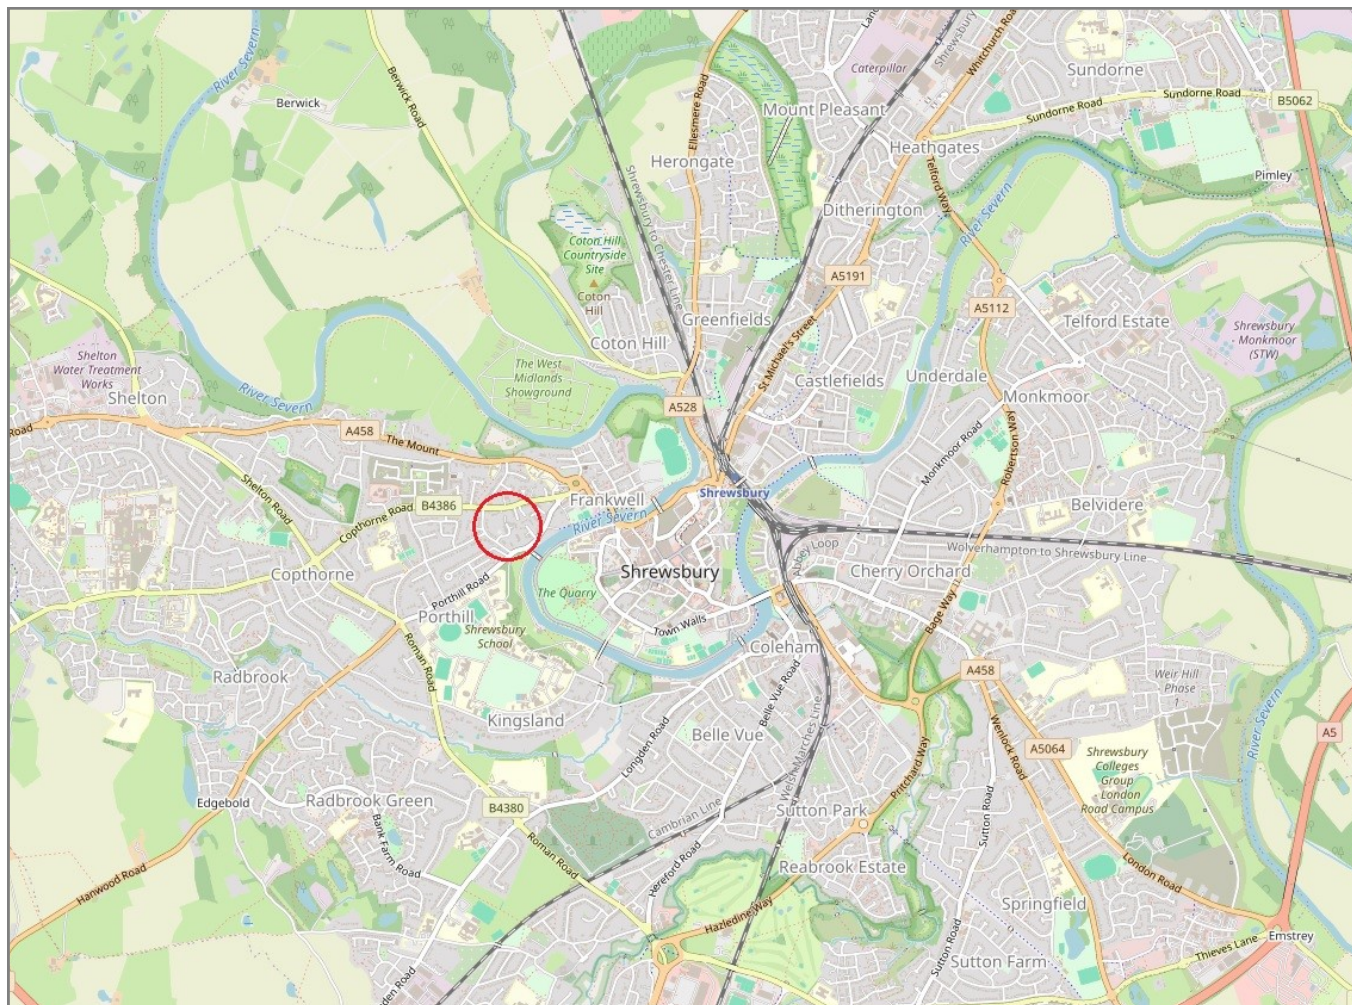 River Severn
Berwick
Berwick Road
Ellesmere Road
Shrewsbury
Caterpillar
Whitchurch Road
Sundorne
Sundorne Road
Sundorne Road
B5062
Mount Pleasant
Heathgates
Herongate
Telford Way
Pimley
River Severn
Ditherington
Shrewsbury to Chester Line
Coton Hill
Countryside
Site
Coton
Hill
A5191
A5112
Greenfields
St Michael's Street
Telford Estate
Shrewsbury
-
Monkmoor
(STW)
Coton Hill
Shelton
Water Treatment
Works
The West
Midlands
Showground
Castlefields
Underdale
Monkmoor
Shelton
River Severn
A528
Road
A458
The Mount
Monkmoor Road
Robertson Way
Shelton Road
B4386
Copthorne Road
Frankwell
Shrewsbury
River Severn
Belvidere
Abbey Loop
Wolverhampton to Shrewsbury Line
Copthorne
Shrewsbury
Cherry Orchard
Porthill Road
The Quarry
Porthill
Shrewsbury
School
Town Walls
Bage Way
Coleham
Roman Road
Radbrook
A458
Weir Hill
Phase
1
Kingsland
Longden Road
Belle Vue Road
Belle Vue
Welsh Marches Line
Pritchard Way
Wenlock Road
A5064
River Severn
A5
Shrewsbury
Colleges
Group
London
Road Campus
Edgebold
Radbrook Green
B4380
Cambrian Line
Sutton Park
Sutton Road
Bank Farm Road
Roman Road
Hereford Road
Reabrook Estate
London Road
Hanwood Road
Hazledine Way
Springfield
Emstrey
Thieves Lane
Sutton Road
Sutton Farm
den Road